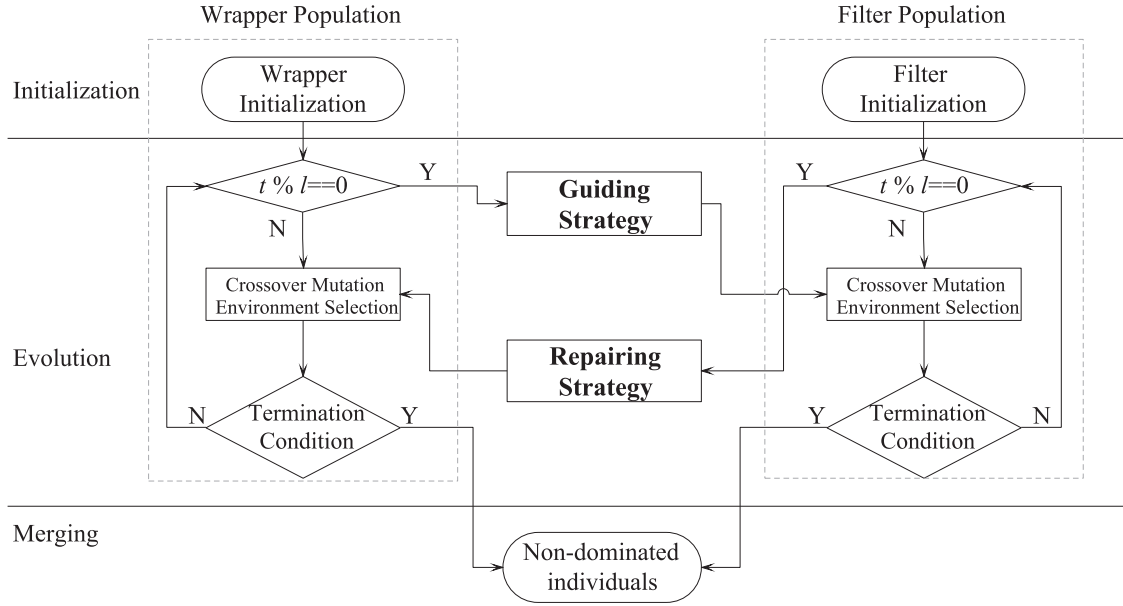 Wrapper Population
Filter Population
Initialization
Wrapper
Initialization
Filter
Initialization
t % l==0
Y
N
Guiding
Strategy
Y
t % l==0
N
Crossover Mutation
Environment Selection
Crossover Mutation
Environment Selection
Evolution
Repairing
Strategy
N
Termination
Condition
Y
Y
Termination
Condition
N
Merging
Non-dominated
individuals